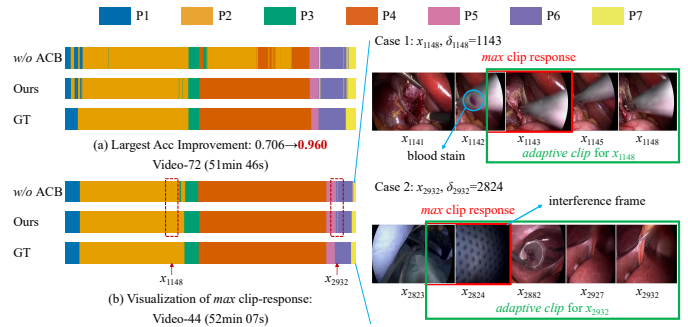 P1 P2 P3 P4 P5 P6 P7
w/o ACB
Ours
GT
(a) Largest Acc Improvement: 0.706→0.960
Video-72 (51min 46s)
w/o ACB
Ours
GT
x1148 x2932
(b) Visualization of max clip-response:
Video-44 (52min 07s)
Case 1: x1148, δ1148=1143
max clip response
x1141 x1142 x1143 x1145 x1148
blood stain
adaptive clip for x1148
Case 2: x2932, δ2932=2824
max clip response
interference frame
x2823 x2824 x2882 x2927 x2932
adaptive clip for x2932